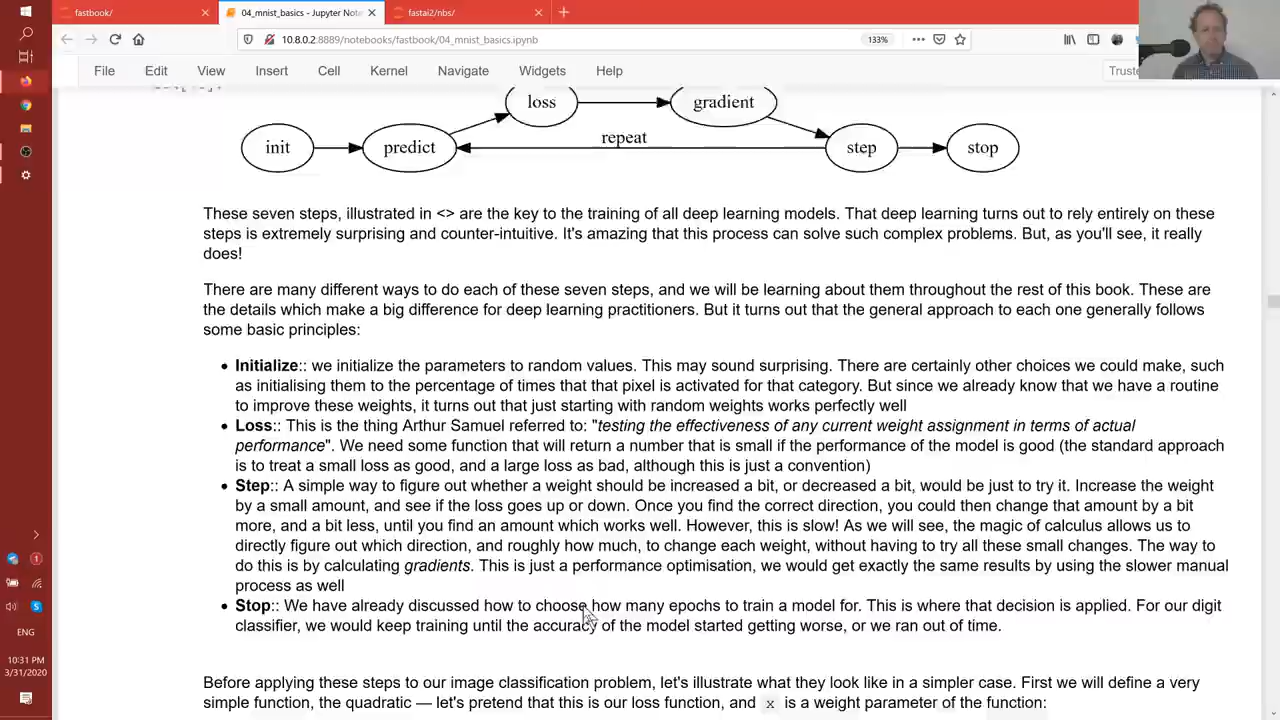 fastbook/
04_mnist_basics - Jupyter Note
fastai2/nbs/
10.8.0.2:8889/notebooks/fastbook/04_mnist_basics.ipynb
133%
File Edit View Insert Cell Kernel Navigate Widgets Help
Truste
loss gradient
repeat
init predict step stop
These seven steps, illustrated in <> are the key to the training of all deep learning models. That deep learning turns out to rely entirely on these
steps is extremely surprising and counter-intuitive. It's amazing that this process can solve such complex problems. But, as you'll see, it really
does!
There are many different ways to do each of these seven steps, and we will be learning about them throughout the rest of this book. These are
the details which make a big difference for deep learning practitioners. But it turns out that the general approach to each one generally follows
some basic principles:
• Initialize:: we initialize the parameters to random values. This may sound surprising. There are certainly other choices we could make, such
as initialising them to the percentage of times that that pixel is activated for that category. But since we already know that we have a routine
to improve these weights, it turns out that just starting with random weights works perfectly well
• Loss:: This is the thing Arthur Samuel referred to: "testing the effectiveness of any current weight assignment in terms of actual
performance". We need some function that will return a number that is small if the performance of the model is good (the standard approach
is to treat a small loss as good, and a large loss as bad, although this is just a convention)
• Step:: A simple way to figure out whether a weight should be increased a bit, or decreased a bit, would be just to try it. Increase the weight
by a small amount, and see if the loss goes up or down. Once you find the correct direction, you could then change that amount by a bit
more, and a bit less, until you find an amount which works well. However, this is slow! As we will see, the magic of calculus allows us to
directly figure out which direction, and roughly how much, to change each weight, without having to try all these small changes. The way to
do this is by calculating gradients. This is just a performance optimisation, we would get exactly the same results by using the slower manual
process as well
• Stop:: We have already discussed how to choose how many epochs to train a model for. This is where that decision is applied. For our digit
classifier, we would keep training until the accuracy of the model started getting worse, or we ran out of time.
Before applying these steps to our image classification problem, let's illustrate what they look like in a simpler case. First we will define a very
simple function, the quadratic — let's pretend that this is our loss function, and x is a weight parameter of the function:
ENG
10:31 PM
3/31/2020